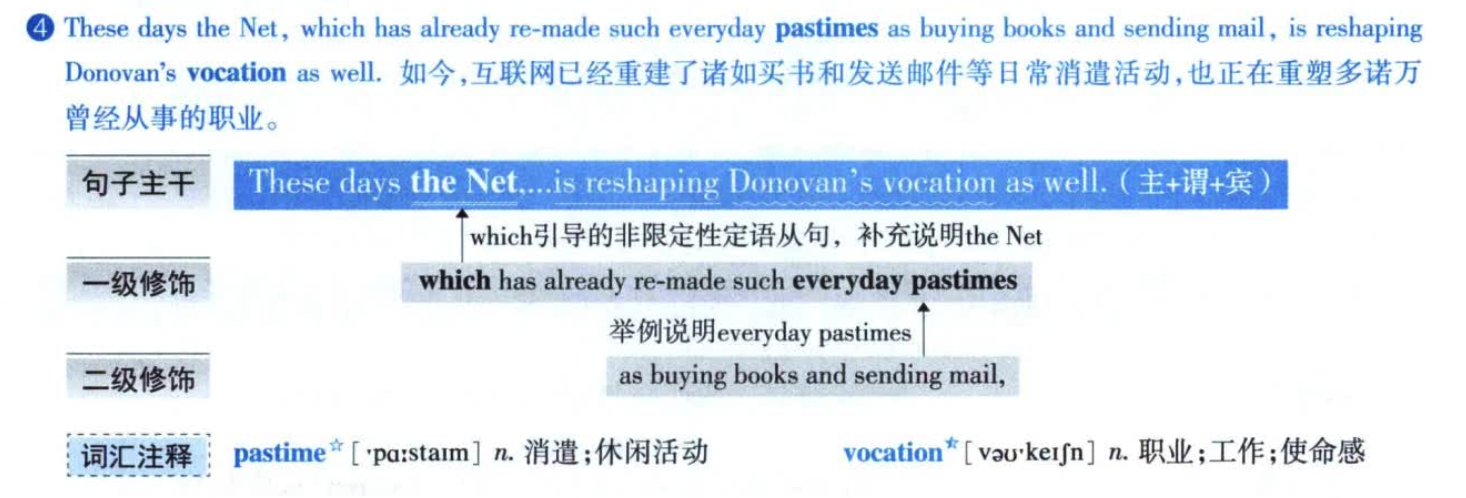 ❹ These days the Net, which has already re-made such everyday pastimes as buying books and sending mail, is reshaping
Donovan's vocation as well. 如今,互联网已经重建了诸如买书和发送邮件等日常消遣活动,也正在重塑多诺万
曾经从事的职业。
句子主干 These days the Net,...is reshaping Donovan's vocation as well.(主+谓+宾)
which引导的非限定性定语从句，补充说明the Net
一级修饰 which has already re-made such everyday pastimes
举例说明everyday pastimes
二级修饰 as buying books and sending mail,
词汇注释 pastime☆ [ˈpɑːstaɪm] n. 消遣;休闲活动 vocation☆ [vəʊˈkeɪʃn] n. 职业;工作;使命感